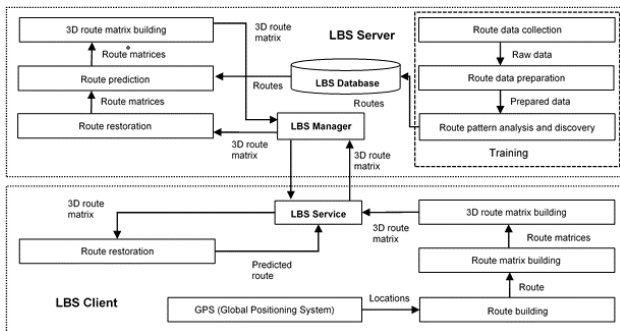 3D route matrix building
3D route
matrix
LBS Server
Route data collection
Route matrices
Raw data
Route prediction
Routes
LBS Database
Route data preparation
Route matrices
Routes
Prepared data
Route restoration
LBS Manager
Route pattern analysis and discovery
3D route
matrix
3D route
matrix
Training
3D route
matrix
LBS Service
3D route matrix building
3D route
matrix
Route matrices
Route restoration
Predicted
route
Route matrix building
Route
LBS Client
GPS (Global Positioning System)
Locations
Route building